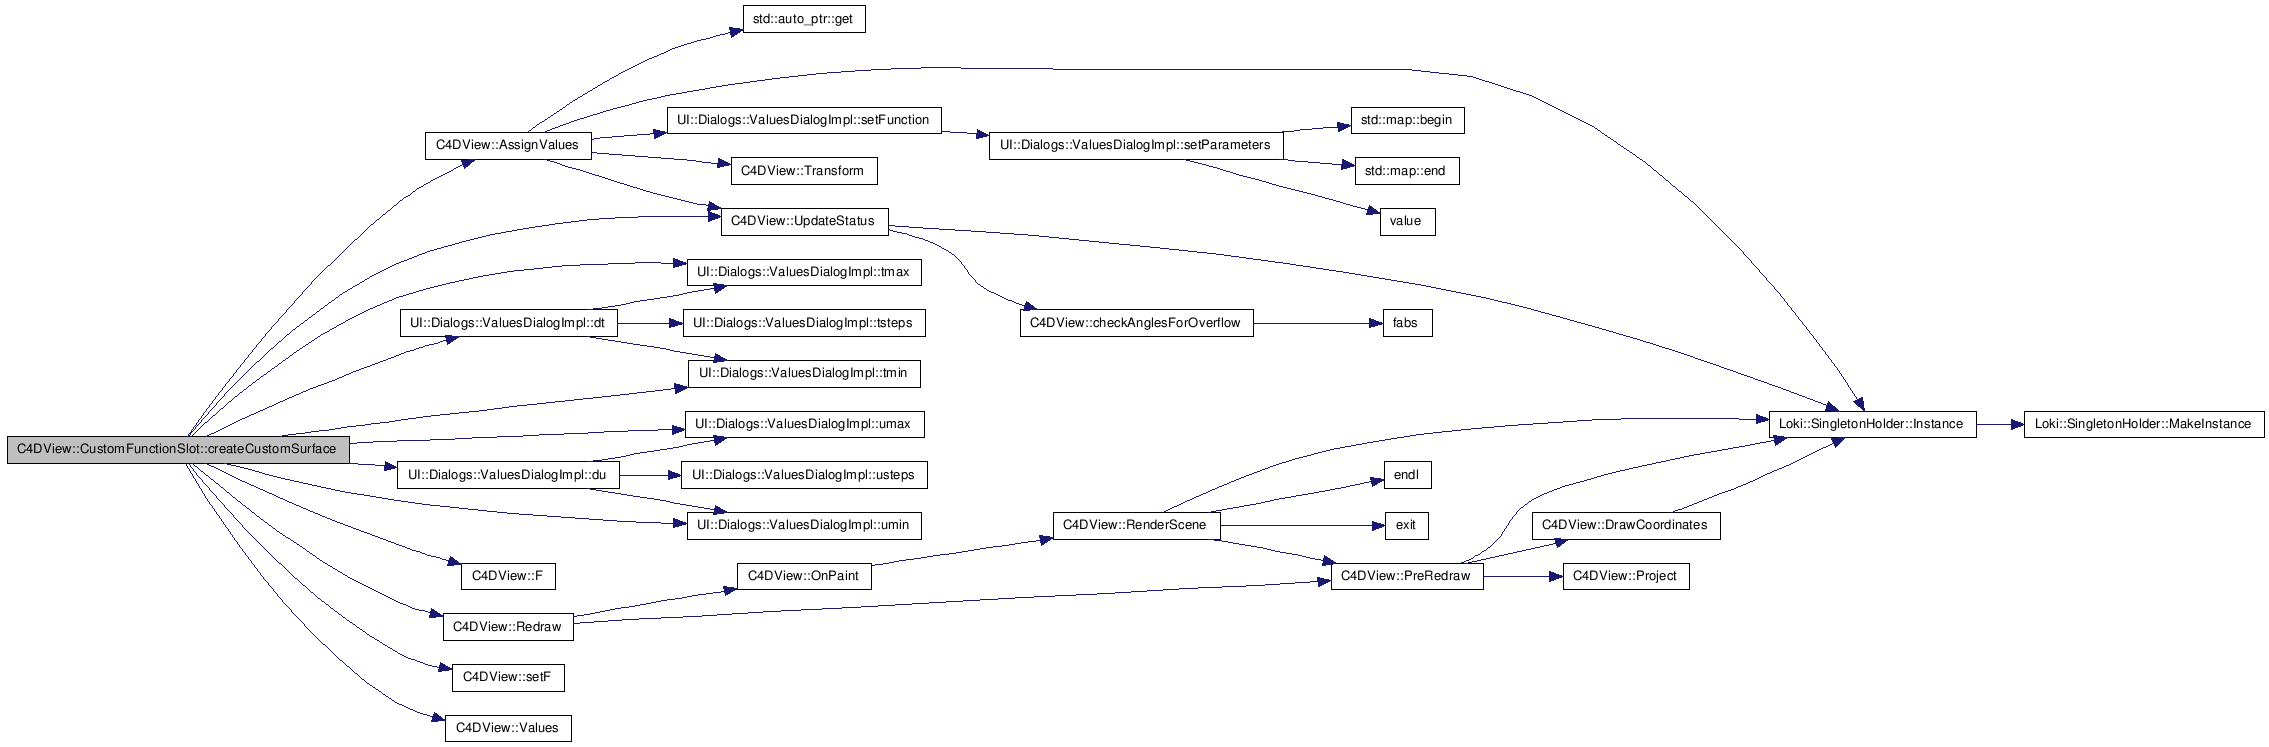 std::auto_ptr::get
UI::Dialogs::ValuesDialogImpl::setFunction
std::map::begin
C4DView::AssignValues
UI::Dialogs::ValuesDialogImpl::setParameters
C4DView::Transform
std::map::end
C4DView::UpdateStatus
value
UI::Dialogs::ValuesDialogImpl::tmax
UI::Dialogs::ValuesDialogImpl::dt
UI::Dialogs::ValuesDialogImpl::tsteps
C4DView::checkAnglesForOverflow
fabs
UI::Dialogs::ValuesDialogImpl::tmin
UI::Dialogs::ValuesDialogImpl::umax
Loki::SingletonHolder::Instance
Loki::SingletonHolder::MakeInstance
C4DView::CustomFunctionSlot::createCustomSurface
UI::Dialogs::ValuesDialogImpl::du
UI::Dialogs::ValuesDialogImpl::usteps
endl
UI::Dialogs::ValuesDialogImpl::umin
C4DView::RenderScene
exit
C4DView::DrawCoordinates
C4DView::F
C4DView::OnPaint
C4DView::PreRedraw
C4DView::Project
C4DView::Redraw
C4DView::setF
C4DView::Values